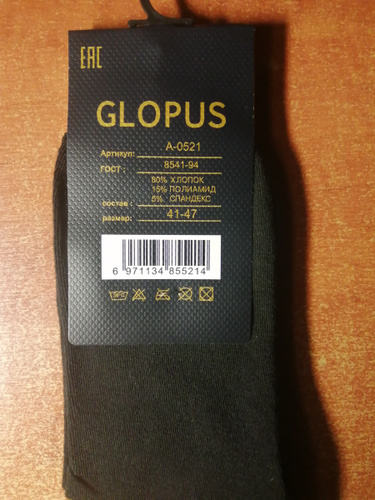 EAC
GLOPUS
Артикул: A-0521
ГОСТ : 8541-94
80% ХЛОПОК
15% ПОЛИАМИД
состав : 5% СПАНДЕКС
размер: 41-47
6 971134 855214